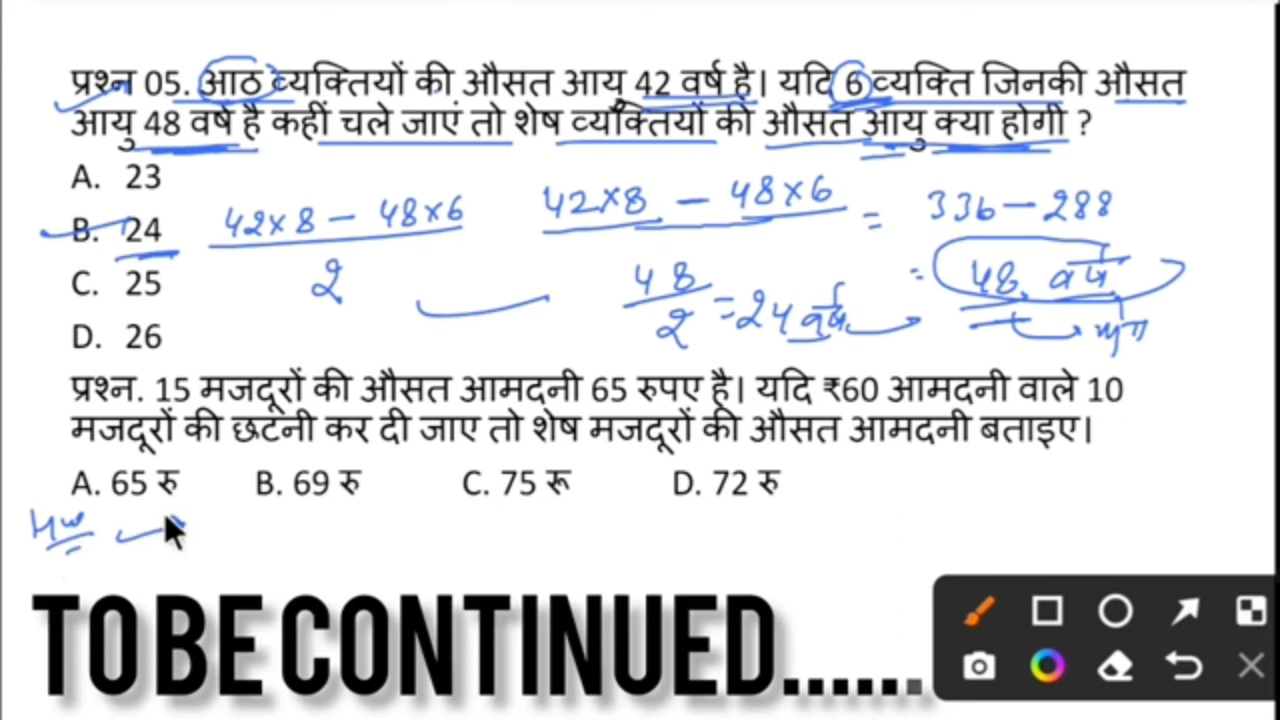 प्रश्न 05. आठ व्यक्तियों की औसत आयु 42 वर्ष है। यदि 6 व्यक्ति जिनकी औसत
आयु 48 वर्ष है कहीं चले जाएं तो शेष व्यक्तियों की औसत आयु क्या होगी ?
A. 23
B. 24
C. 25
D. 26
42×8 - 48×6
2
42×8 - 48×6 = 336-288
= 48 वर्ष
48
2 = 24 वर्ष
प्रश्न. 15 मजदूरों की औसत आमदनी 65 रुपए है। यदि ₹60 आमदनी वाले 10
मजदूरों की छटनी कर दी जाए तो शेष मजदूरों की औसत आमदनी बताइए।
A. 65 रु B. 69 रु C. 75 रू D. 72 रु
HW
TO BE CONTINUED.......